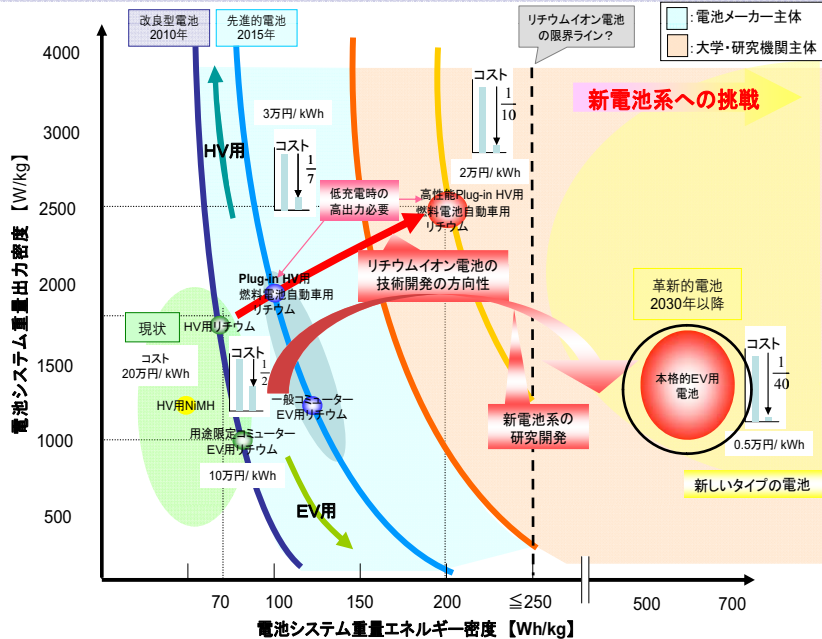 改良型電池
2010年
先進的電池
2015年
リチウムイオン電池
の限界ライン？
：電池メーカー主体
：大学・研究機関主体
電池システム重量出力密度 【W/kg】
4000
3000
2500
2000
1500
1000
500
HV用
3万円/ kWh
コスト
1
7
コスト
1
10
2万円/ kWh
新電池系への挑戦
低充電時の
高出力必要
高性能Plug-in HV用
燃料電池自動車用
リチウム
リチウムイオン電池の
技術開発の方向性
Plug-in HV用
燃料電池自動車用
リチウム
現状
HV用リチウム
コスト
20万円/ kWh
コスト
1
2
HV用NiMH
一般コミューター
EV用リチウム
用途限定コミューター
EV用リチウム
10万円/ kWh
EV用
新電池系の
研究開発
革新的電池
2030年以降
本格的EV用
電池
コスト
1
40
0.5万円/ kWh
新しいタイプの電池
70
100
150
200
≦250
500
700
電池システム重量エネルギー密度 【Wh/kg】